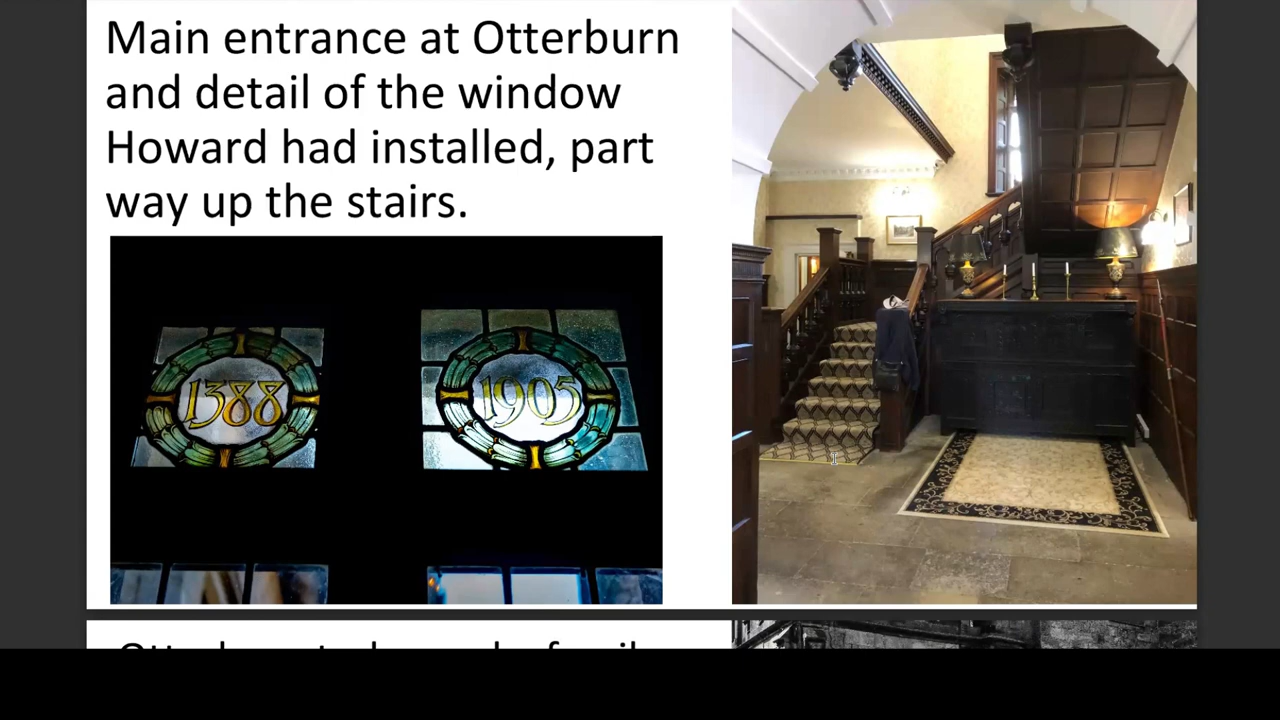 Main entrance at Otterburn
and detail of the window
Howard had installed, part
way up the stairs.
1388
1905